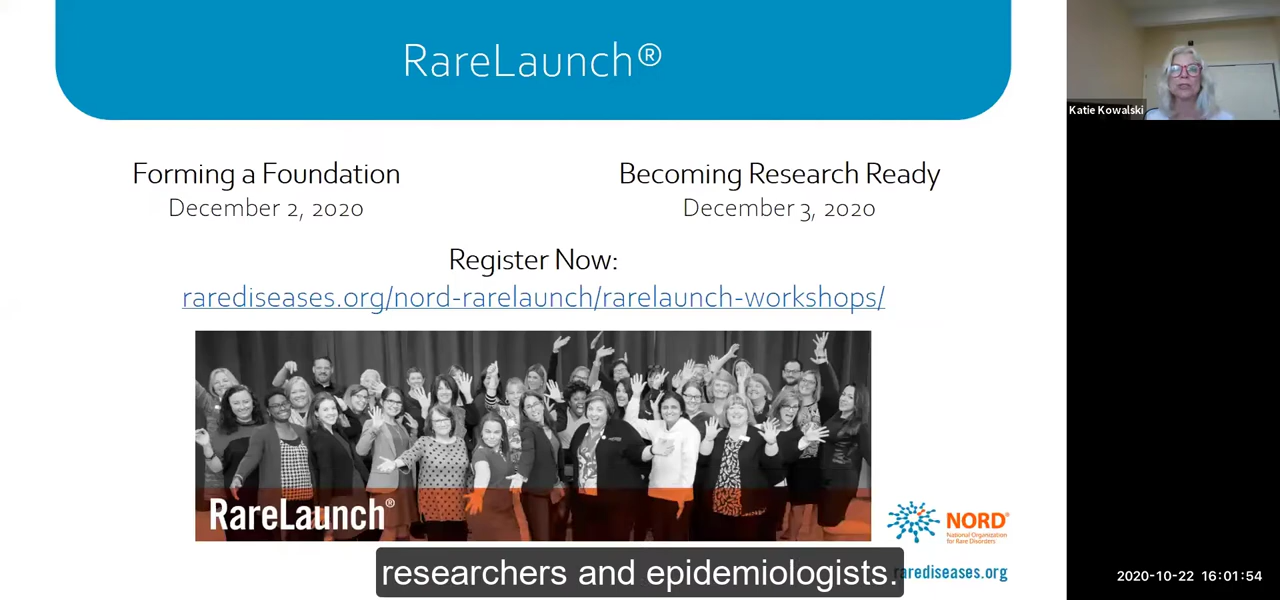 RareLaunch®
Katie Kowalski
Forming a Foundation
December 2, 2020
Becoming Research Ready
December 3, 2020
Register Now:
rarediseases.org/nord-rarelaunch/rarelaunch-workshops/
RareLaunch®
NORD®
National Organization
for Rare Disorders
researchers and epidemiologists.
rarediseases.org
2020-10-22 16:01:54